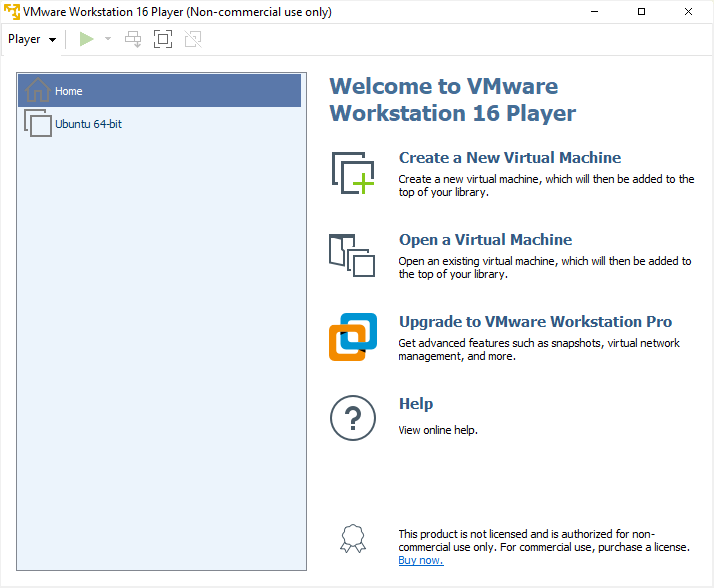 VMware Workstation 16 Player (Non-commercial use only)
Player
Home
Ubuntu 64-bit
Welcome to VMware
Workstation 16 Player
Create a New Virtual Machine
Create a new virtual machine, which will then be added to the
top of your library.
Open a Virtual Machine
Open an existing virtual machine, which will then be added to
the top of your library.
Upgrade to VMware Workstation Pro
Get advanced features such as snapshots, virtual network
management, and more.
?
Help
View online help.
This product is not licensed and is authorized for non-
commercial use only. For commercial use, purchase a license.
Buy now.